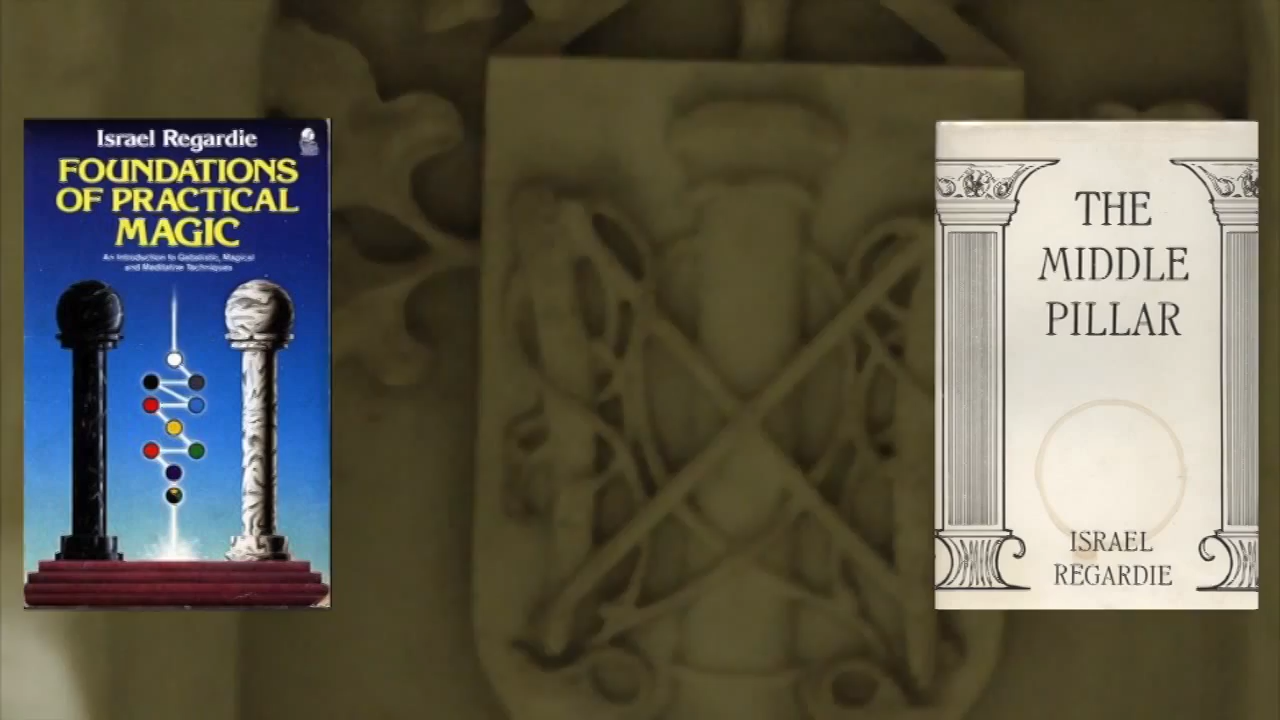 Israel Regardie
FOUNDATIONS
OF PRACTICAL
MAGIC
An Introduction to Qabalistic, Magical
and Meditative Techniques
THE
MIDDLE
PILLAR
ISRAEL
REGARDIE